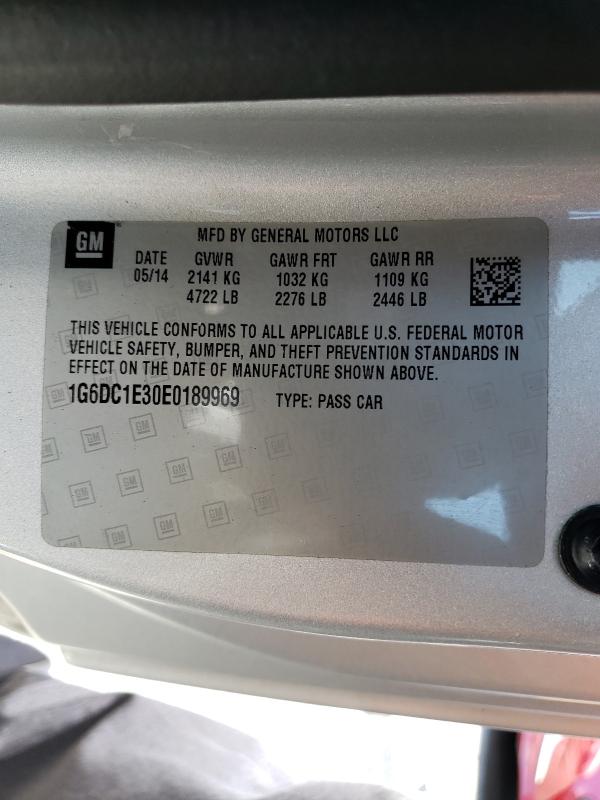 GM
MFD BY GENERAL MOTORS LLC
DATE GVWR GAWR FRT GAWR RR
05/14 2141 KG 1032 KG 1109 KG
4722 LB 2276 LB 2446 LB
THIS VEHICLE CONFORMS TO ALL APPLICABLE U.S. FEDERAL MOTOR
VEHICLE SAFETY, BUMPER, AND THEFT PREVENTION STANDARDS IN
EFFECT ON THE DATE OF MANUFACTURE SHOWN ABOVE.
1G6DC1E30E0189969 TYPE: PASS CAR